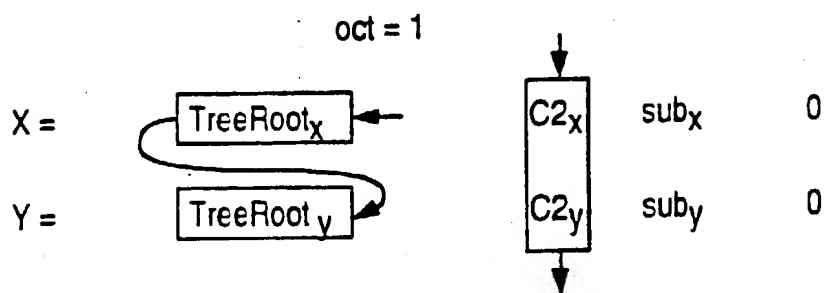 oct = 1
X = TreeRootx C2x subx 0
Y = TreeRooty C2y suby 0